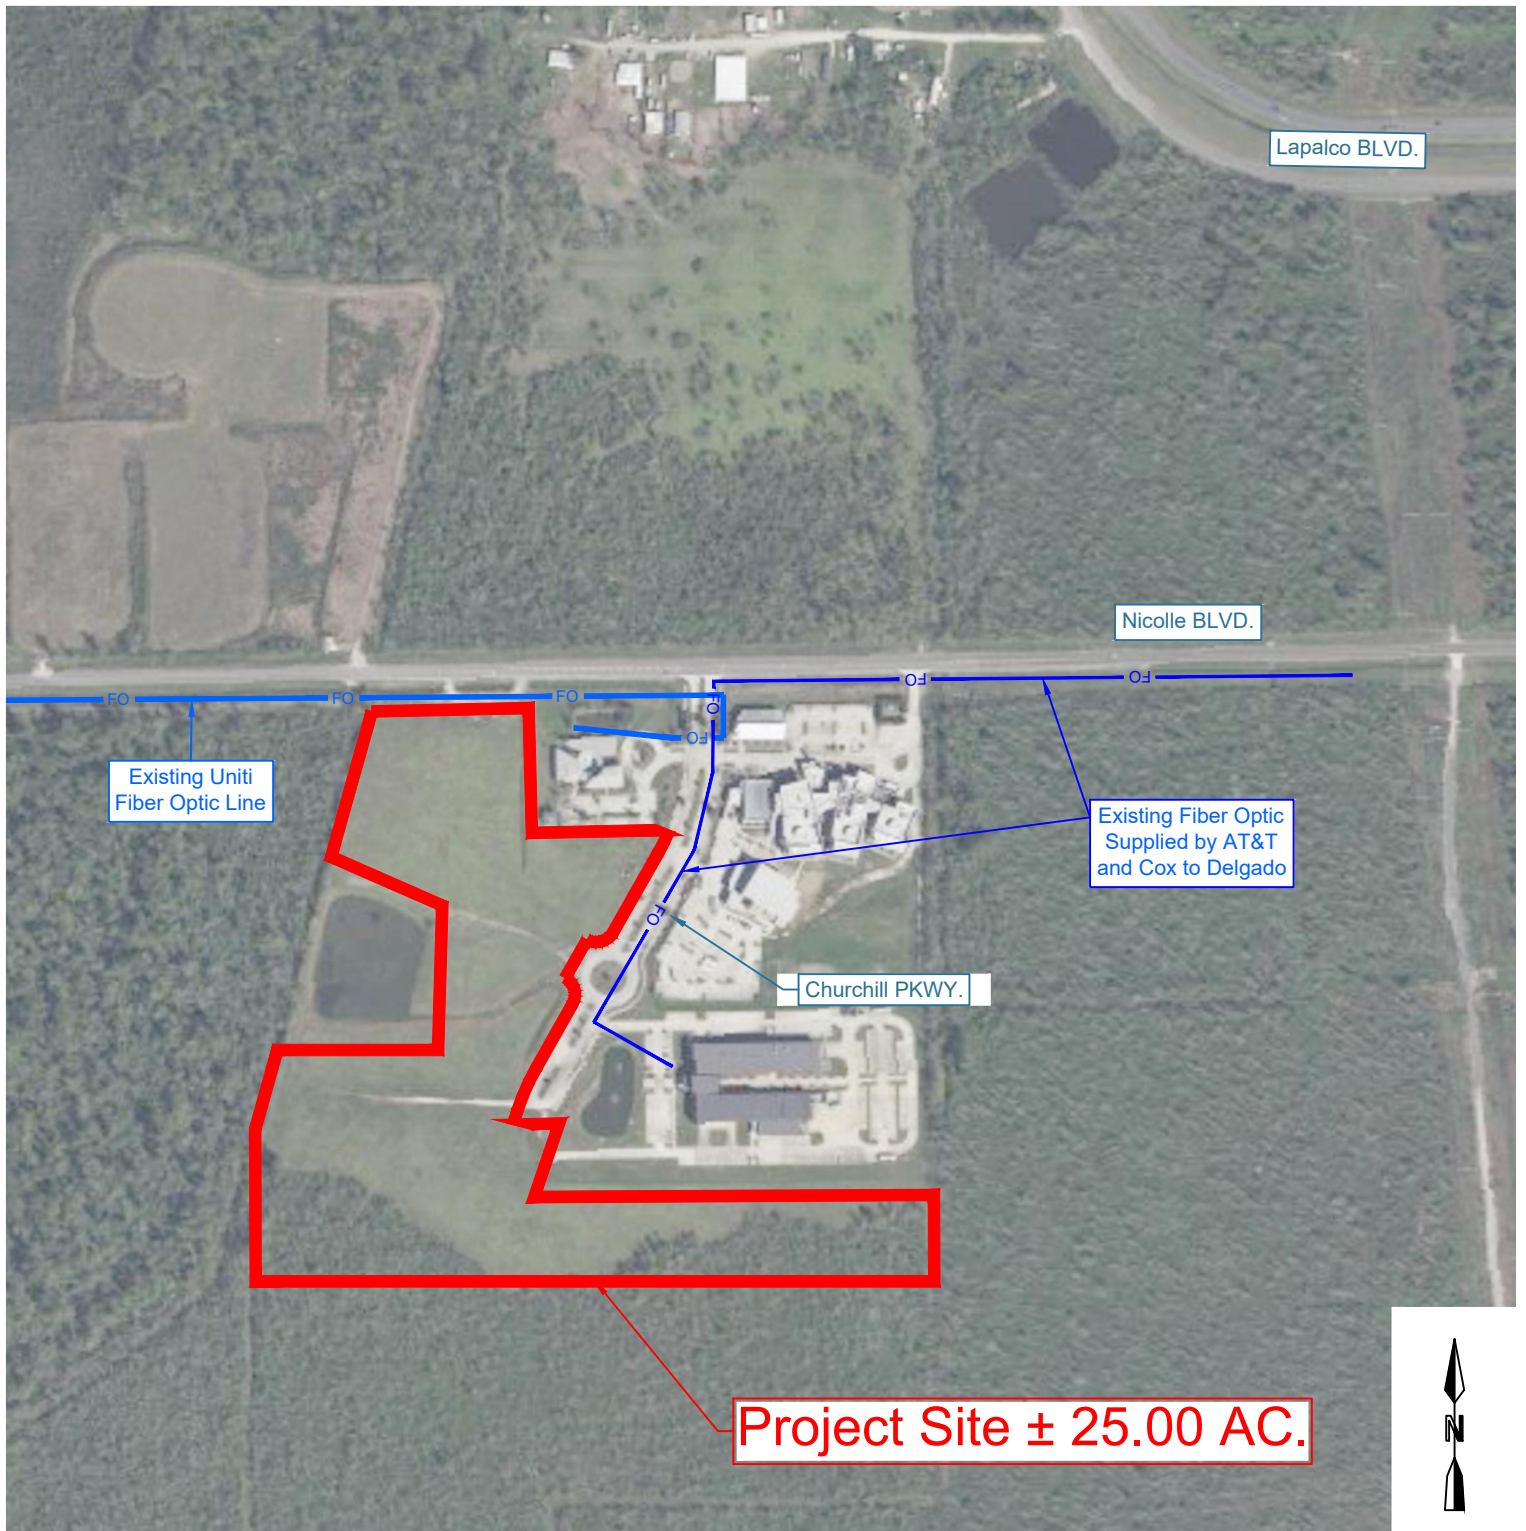 Lapalco BLVD.
Nicolle BLVD.
FO
FO
FO
FO
FO
FO
FO
Existing Uniti
Fiber Optic Line
Existing Fiber Optic
Supplied by AT&T
and Cox to Delgado
FO
Churchill PKWY.
Project Site ± 25.00 AC.
N